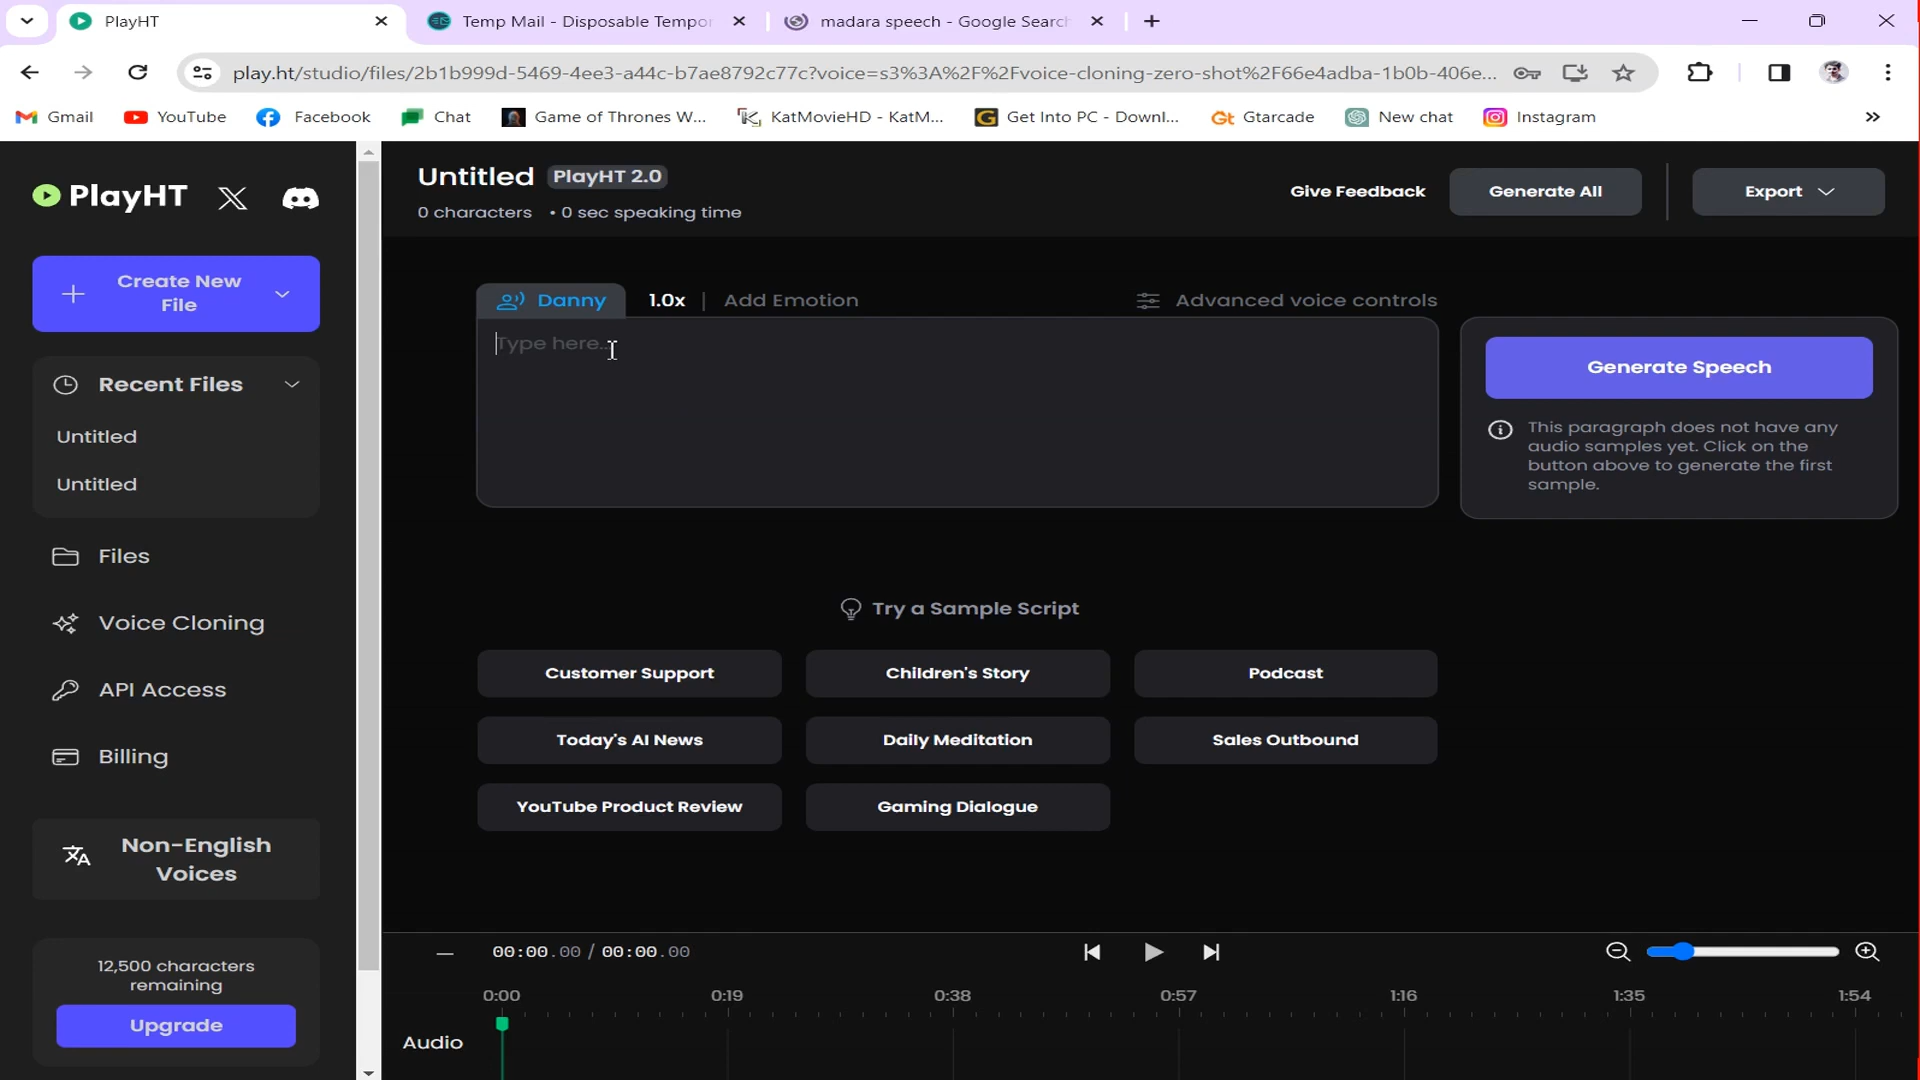 PlayHT
Temp Mail - Disposable Tempor
madara speech - Google Search
play.ht/studio/files/2b1b999d-5469-4ee3-a44c-b7ae8792c77c?voice=s3%3A%2F%2Fvoice-cloning-zero-shot%2F66e4adba-1b0b-406e...
Gmail
YouTube
Facebook
Chat
Game of Thrones W...
KatMovieHD - KatM...
Get Into PC - Downl...
Gtarcade
New chat
Instagram
»
PlayHT
Create New
File
Recent Files
Untitled
Untitled
Files
Voice Cloning
API Access
Billing
Non-English
Voices
12,500 characters
remaining
Upgrade
Untitled PlayHT 2.0
0 characters • 0 sec speaking time
Give Feedback
Generate All
Export
Danny
1.0x | Add Emotion
Advanced voice controls
Type here...
Generate Speech
This paragraph does not have any
audio samples yet. Click on the
button above to generate the first
sample.
Try a Sample Script
Customer Support
Children's Story
Podcast
Today's AI News
Daily Meditation
Sales Outbound
YouTube Product Review
Gaming Dialogue
00:00.00 / 00:00.00
0:00
0:19
0:38
0:57
1:16
1:35
1:54
Audio